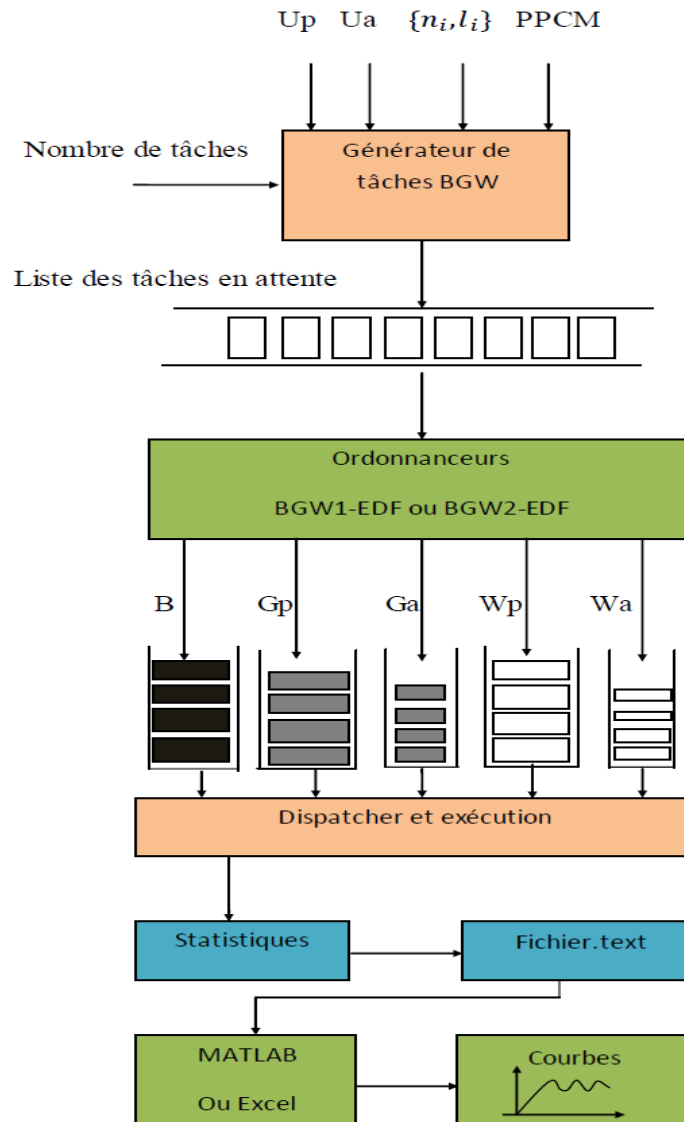 Up Ua {n_i,l_i} PPCM
Nombre de tâches
Générateur de
tâches BGW
Liste des tâches en attente
Ordonnanceurs
BGW1-EDF ou BGW2-EDF
B Gp Ga Wp Wa
Dispatcher et exécution
Statistiques
Fichier.text
MATLAB
Ou Excel
Courbes